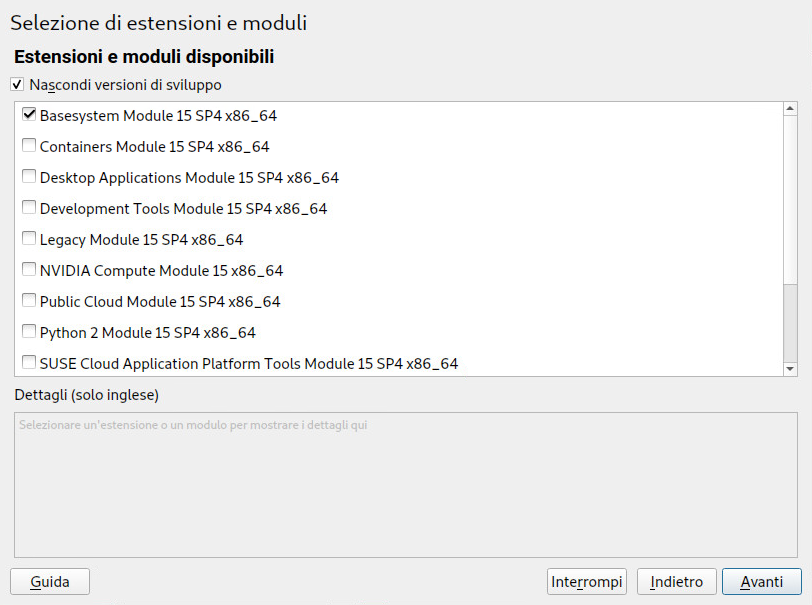 Selezione di estensioni e moduli
Estensioni e moduli disponibili
Nascondi versioni di sviluppo
Basesystem Module 15 SP4 x86_64
Containers Module 15 SP4 x86_64
Desktop Applications Module 15 SP4 x86_64
Development Tools Module 15 SP4 x86_64
Legacy Module 15 SP4 x86_64
NVIDIA Compute Module 15 x86_64
Public Cloud Module 15 SP4 x86_64
Python 2 Module 15 SP4 x86_64
SUSE Cloud Application Platform Tools Module 15 SP4 x86_64
Dettagli (solo inglese)
Selezionare un'estensione o un modulo per mostrare i dettagli qui
Guida Interrompi Indietro Avanti